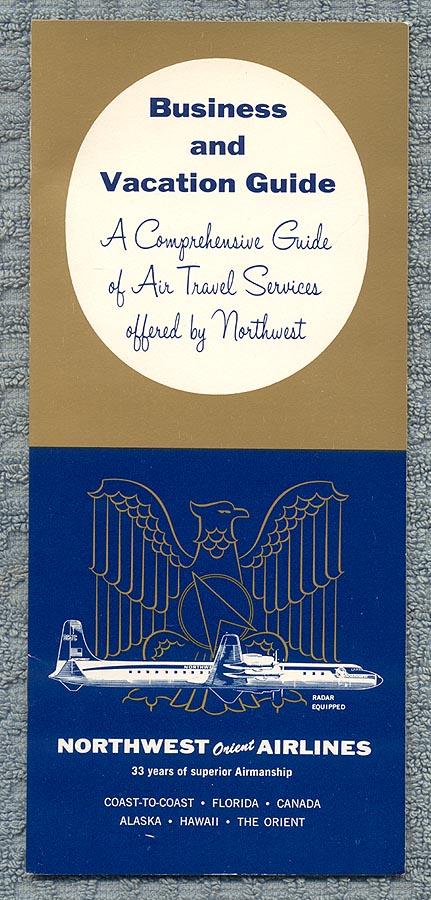 Business
and
Vacation Guide
A Comprehensive Guide
of Air Travel Services
offered by Northwest
NORTHWEST
RADAR
EQUIPPED
NORTHWEST Orient AIRLINES
33 years of superior Airmanship
COAST-TO-COAST • FLORIDA • CANADA
ALASKA • HAWAII • THE ORIENT